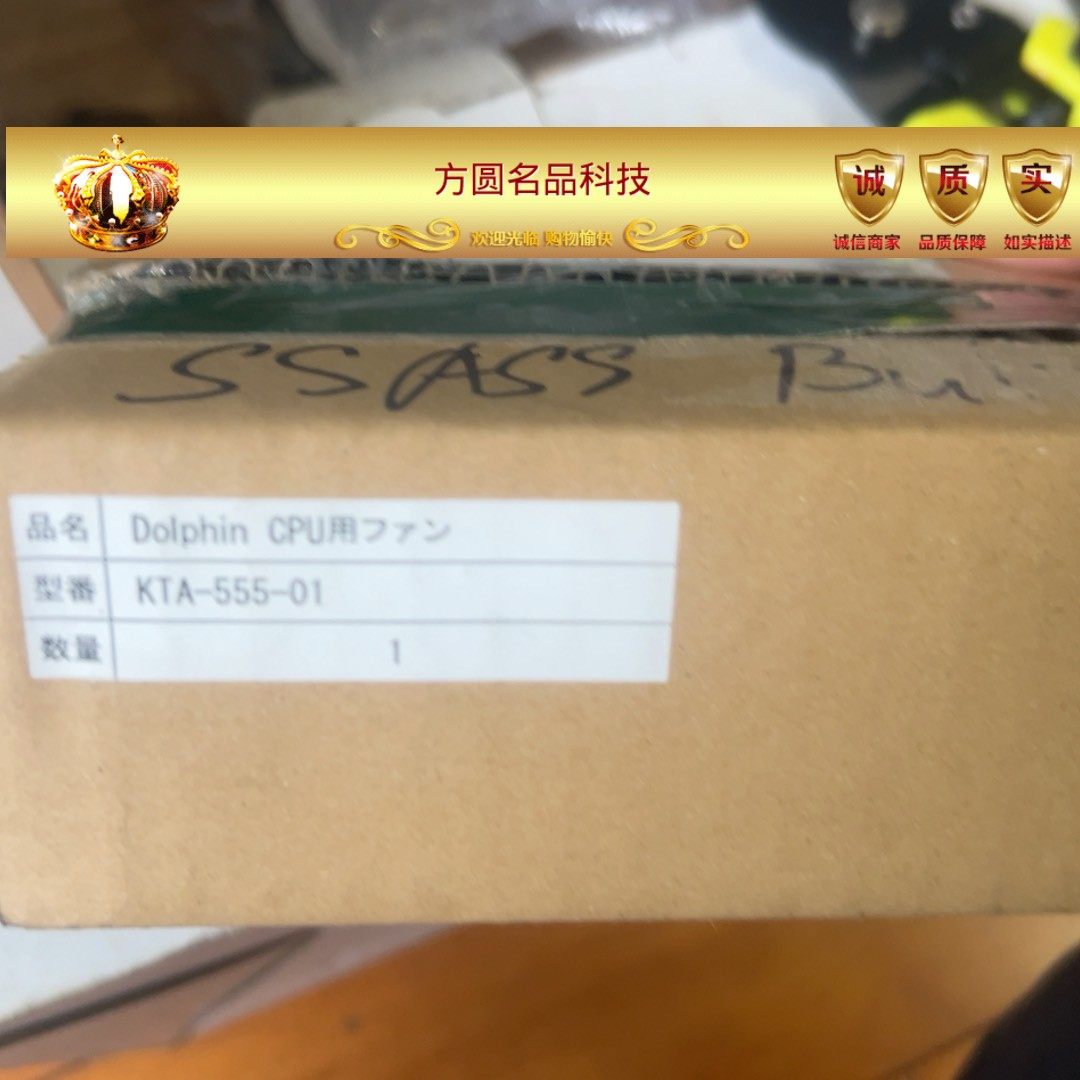 方圆名品科技
诚 质 实
欢迎光临 购物愉快
诚信商家 品质保障 如实描述
SSASS
品名 Dolphin CPU用ファン
型番 KTA-555-01
数量 1